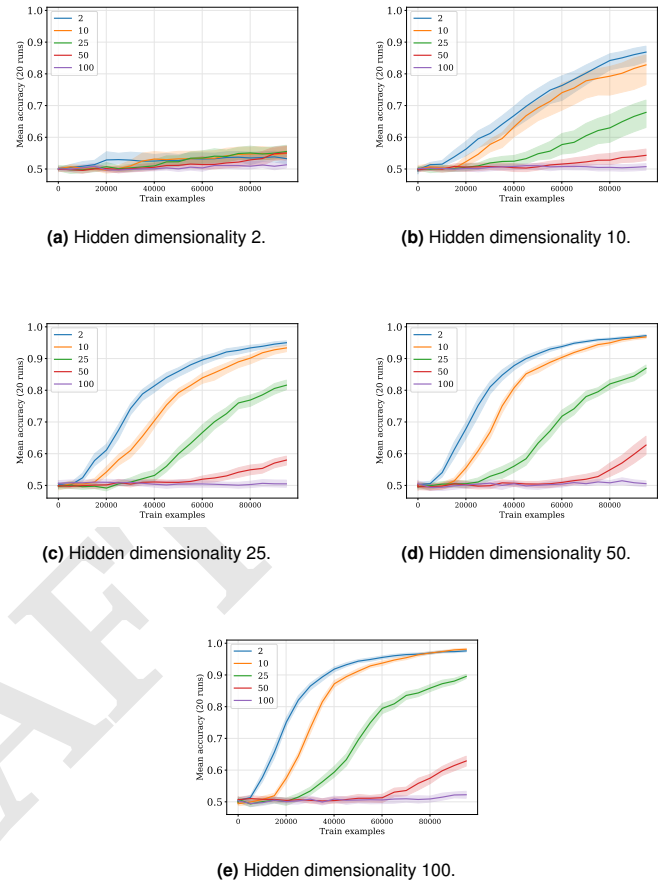 1.0
0.9
0.8
0.7
0.6
0.5
Mean accuracy (20 runs)
2
10
25
50
100
0 20000 40000 60000 80000
Train examples
(a) Hidden dimensionality 2.
1.0
0.9
0.8
0.7
0.6
0.5
Mean accuracy (20 runs)
2
10
25
50
100
0 20000 40000 60000 80000
Train examples
(b) Hidden dimensionality 10.
1.0
0.9
0.8
0.7
0.6
0.5
Mean accuracy (20 runs)
2
10
25
50
100
0 20000 40000 60000 80000
Train examples
(c) Hidden dimensionality 25.
1.0
0.9
0.8
0.7
0.6
0.5
Mean accuracy (20 runs)
2
10
25
50
100
0 20000 40000 60000 80000
Train examples
(d) Hidden dimensionality 50.
1.0
0.9
0.8
0.7
0.6
0.5
Mean accuracy (20 runs)
2
10
25
50
100
0 20000 40000 60000 80000
Train examples
(e) Hidden dimensionality 100.
AFT